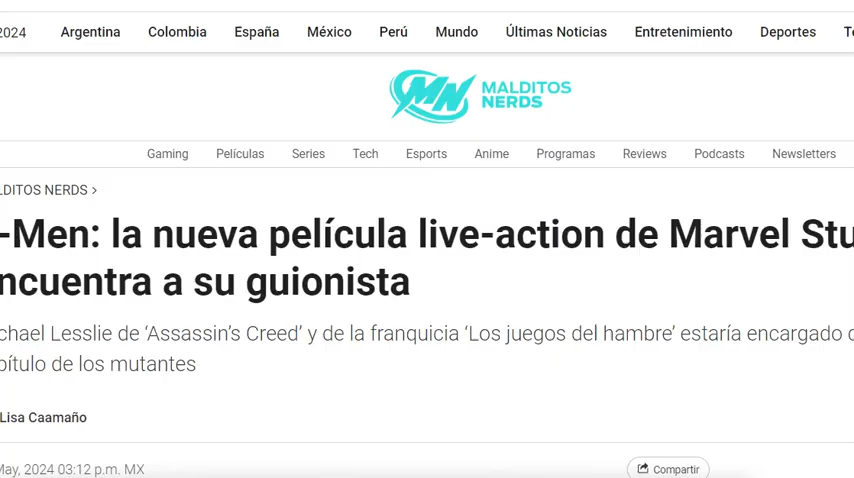 2024 Argentina Colombia España México Perú Mundo Últimas Noticias Entretenimiento Deportes
MALDITOS
NERDS
Gaming Películas Series Tech Esports Anime Programas Reviews Podcasts Newsletters
LDITOS NERDS >
-Men: la nueva película live-action de Marvel Stu
ncuentra a su guionista
chael Lesslie de ‘Assassin’s Creed’ y de la franquicia ‘Los juegos del hambre’ estaría encargado
pítulo de los mutantes
Lisa Caamaño
May, 2024 03:12 p.m. MX Compartir